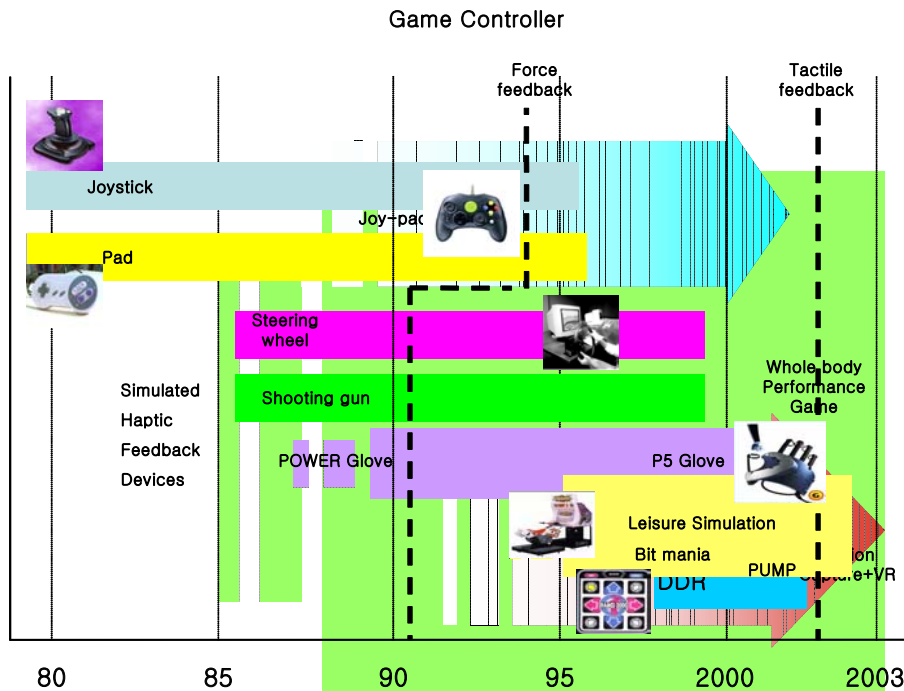 Game Controller
Force
feedback
Tactile
feedback
Joystick
Joy-pad
Pad
Steering
wheel
Whole body
Performance
Game
Simulated
Haptic
Feedback
Devices
Shooting gun
POWER Glove
P5 Glove
Leisure Simulation
Bit mania
PUMP
DDR
Capture+VR
80
85
90
95
2000
2003